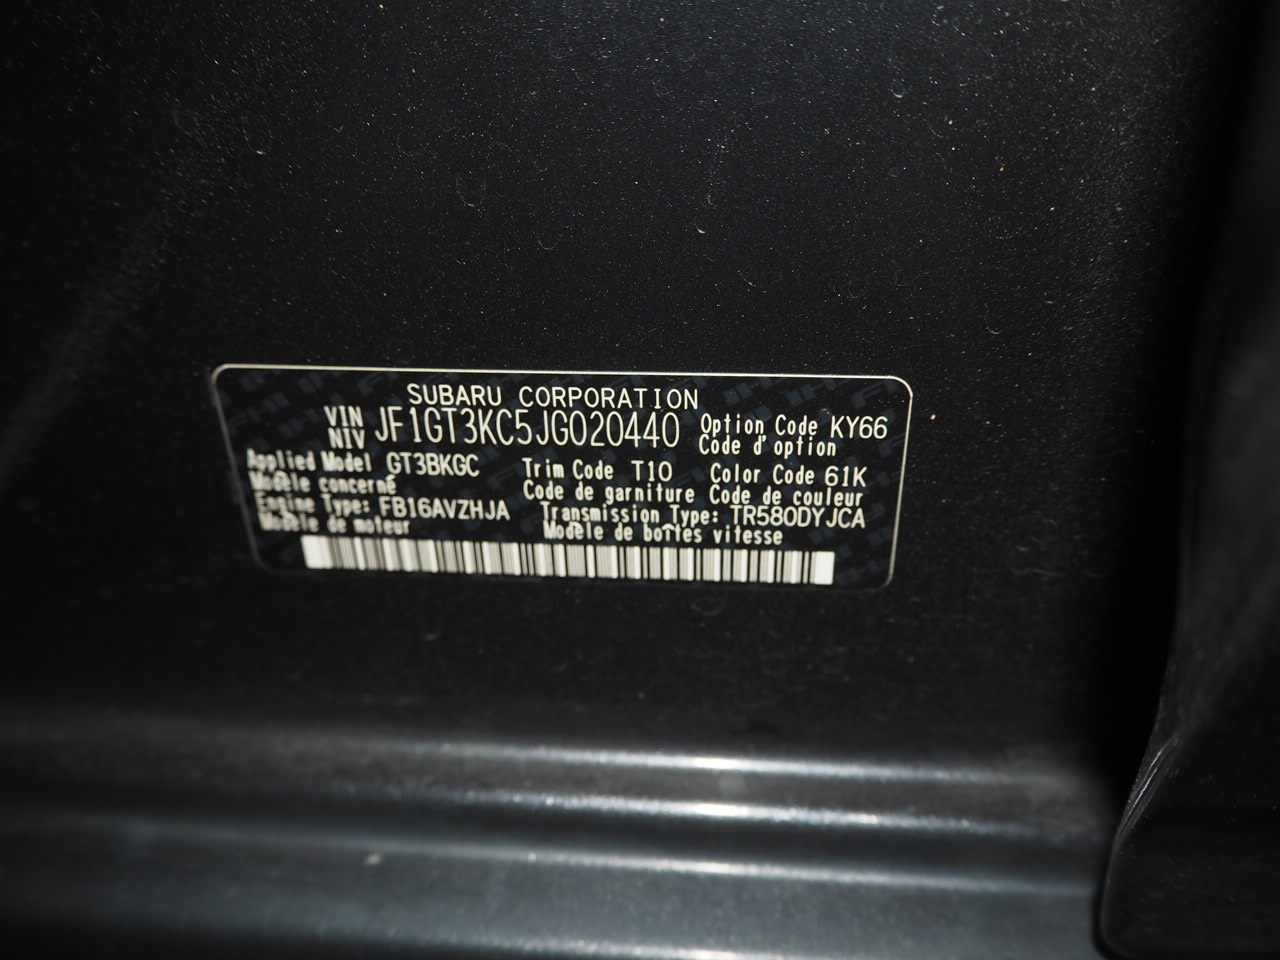 SUBARU CORPORATION
VIN NIV JF1GT3KC5JG020440 Option Code KY66
Code d'option
Applied Model GT3BKGC Trim Code T10 Color Code 61K
Modèle concerné Code de garniture Code de couleur
Engine Type: FB16AVZHJA Transmission Type: TR580DYJCA
Modèle de moteur Modèle de boîtes vitesse